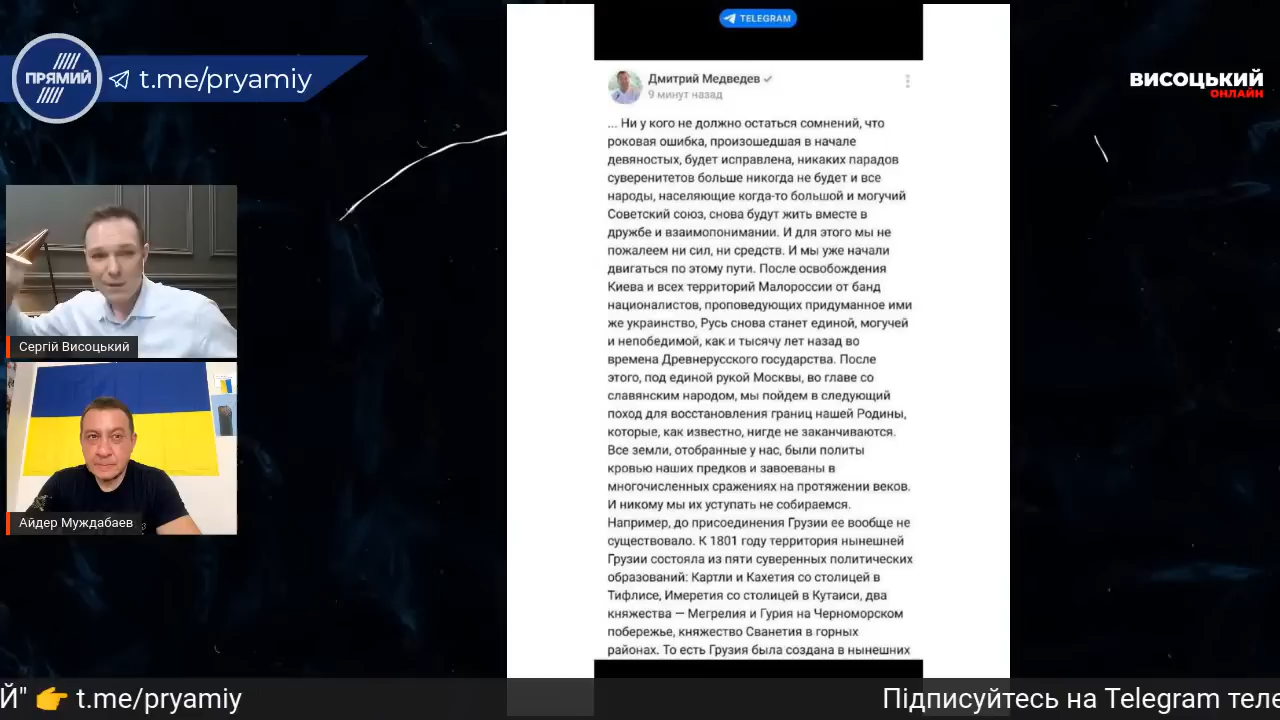 TELEGRAM
ПРЯМИЙ
t.me/pryamiy
ВИСОЦЬКИЙ
ОНЛАЙН
Дмитрий Медведев
9 минут назад
... Ни у кого не должно остаться сомнений, что
роковая ошибка, произошедшая в начале
девяностых, будет исправлена, никаких парадов
суверенитетов больше никогда не будет и все
народы, населяющие когда-то большой и могучий
Советский союз, снова будут жить вместе в
дружбе и взаимопонимании. И для этого мы не
пожалеем ни сил, ни средств. И мы уже начали
двигаться по этому пути. После освобождения
Киева и всех территорий Малороссии от банд
националистов, проповедующих придуманное ими
же украинство, Русь снова станет единой, могучей
и непобедимой, как и тысячу лет назад во
времена Древнерусского государства. После
этого, под единой рукой Москвы, во главе со
славянским народом, мы пойдем в следующий
поход для восстановления границ нашей Родины,
которые, как известно, нигде не заканчиваются.
Все земли, отобранные у нас, были политы
кровью наших предков и завоеваны в
многочисленных сражениях на протяжении веков.
И никому мы их уступать не собираемся.
Например, до присоединения Грузии ее вообще не
существовало. К 1801 году территория нынешней
Грузии состояла из пяти суверенных политических
образований: Картли и Кахетия со столицей в
Тифлисе, Имеретия со столицей в Кутаиси, два
княжества — Мегрелия и Гурия на Черноморском
побережье, княжество Сванетия в горных
районах. То есть Грузия была создана в нынешних
Сергій Висоцький
Айдер Муждабаєв
Й" 👉 t.me/pryamiy
Підписуйтесь на Telegram теле